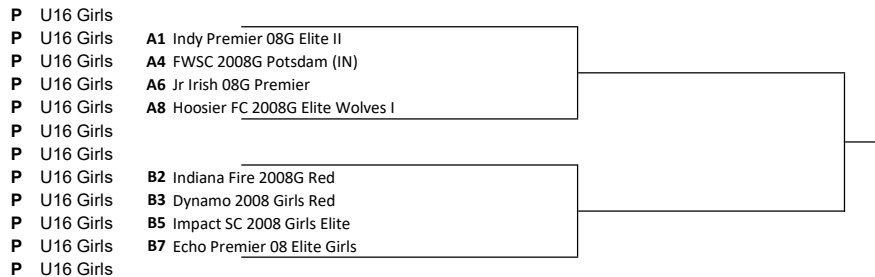 P U16 Girls
P U16 Girls A1 Indy Premier 08G Elite II
P U16 Girls A4 FWSC 2008G Potsdam (IN)
P U16 Girls A6 Jr Irish 08G Premier
P U16 Girls A8 Hoosier FC 2008G Elite Wolves I
P U16 Girls
P U16 Girls
P U16 Girls B2 Indiana Fire 2008G Red
P U16 Girls B3 Dynamo 2008 Girls Red
P U16 Girls B5 Impact SC 2008 Girls Elite
P U16 Girls B7 Echo Premier 08 Elite Girls
P U16 Girls